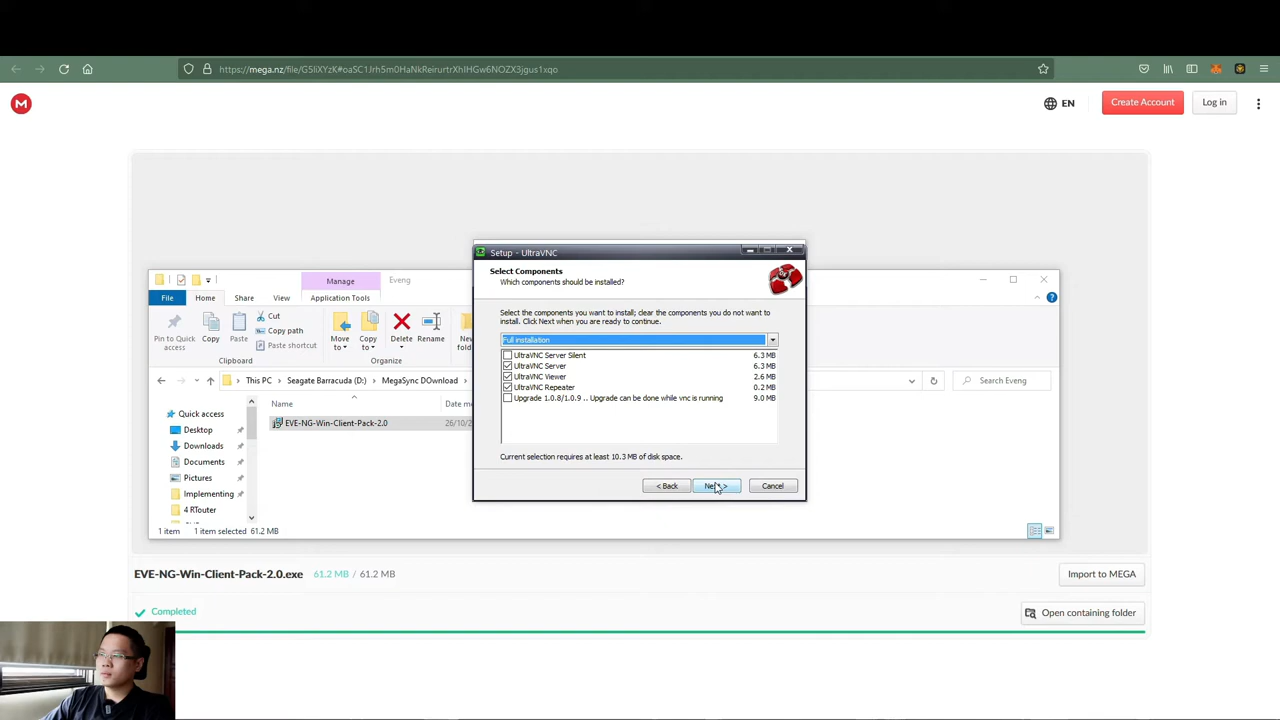 https://mega.nz/file/G5IiXYzK#oaSC1Jrh5m0HaNkReirurtrXhIHGw6NOZX3jgus1xqo
M
EN
Create Account
Log in
Manage
Eveng
File
Home
Share
View
Application Tools
Pin to Quick access
Copy
Paste
Cut
Copy path
Paste shortcut
Clipboard
Move to
Copy to
Delete
Rename
New
Organize
This PC
Seagate Barracuda (D:)
MegaSync DOwnload
Search Eveng
Name
Quick access
Desktop
Downloads
Documents
Pictures
Implementing
4 RTouter
EVE-NG-Win-Client-Pack-2.0
26/10/2
1 item
1 item selected 61.2 MB
Setup - UltraVNC
Select Components
Which components should be installed?
Select the components you want to install; clear the components you do not want to
install. Click Next when you are ready to continue.
Full installation
UltraVNC Server Silent 6.3 MB
UltraVNC Server 6.3 MB
UltraVNC Viewer 2.6 MB
UltraVNC Repeater 0.2 MB
Upgrade 1.0.8/1.0.9 .. Upgrade can be done while vnc is running 9.0 MB
Current selection requires at least 10.3 MB of disk space.
< Back
Next >
Cancel
EVE-NG-Win-Client-Pack-2.0.exe 61.2 MB / 61.2 MB
Import to MEGA
Completed
Open containing folder